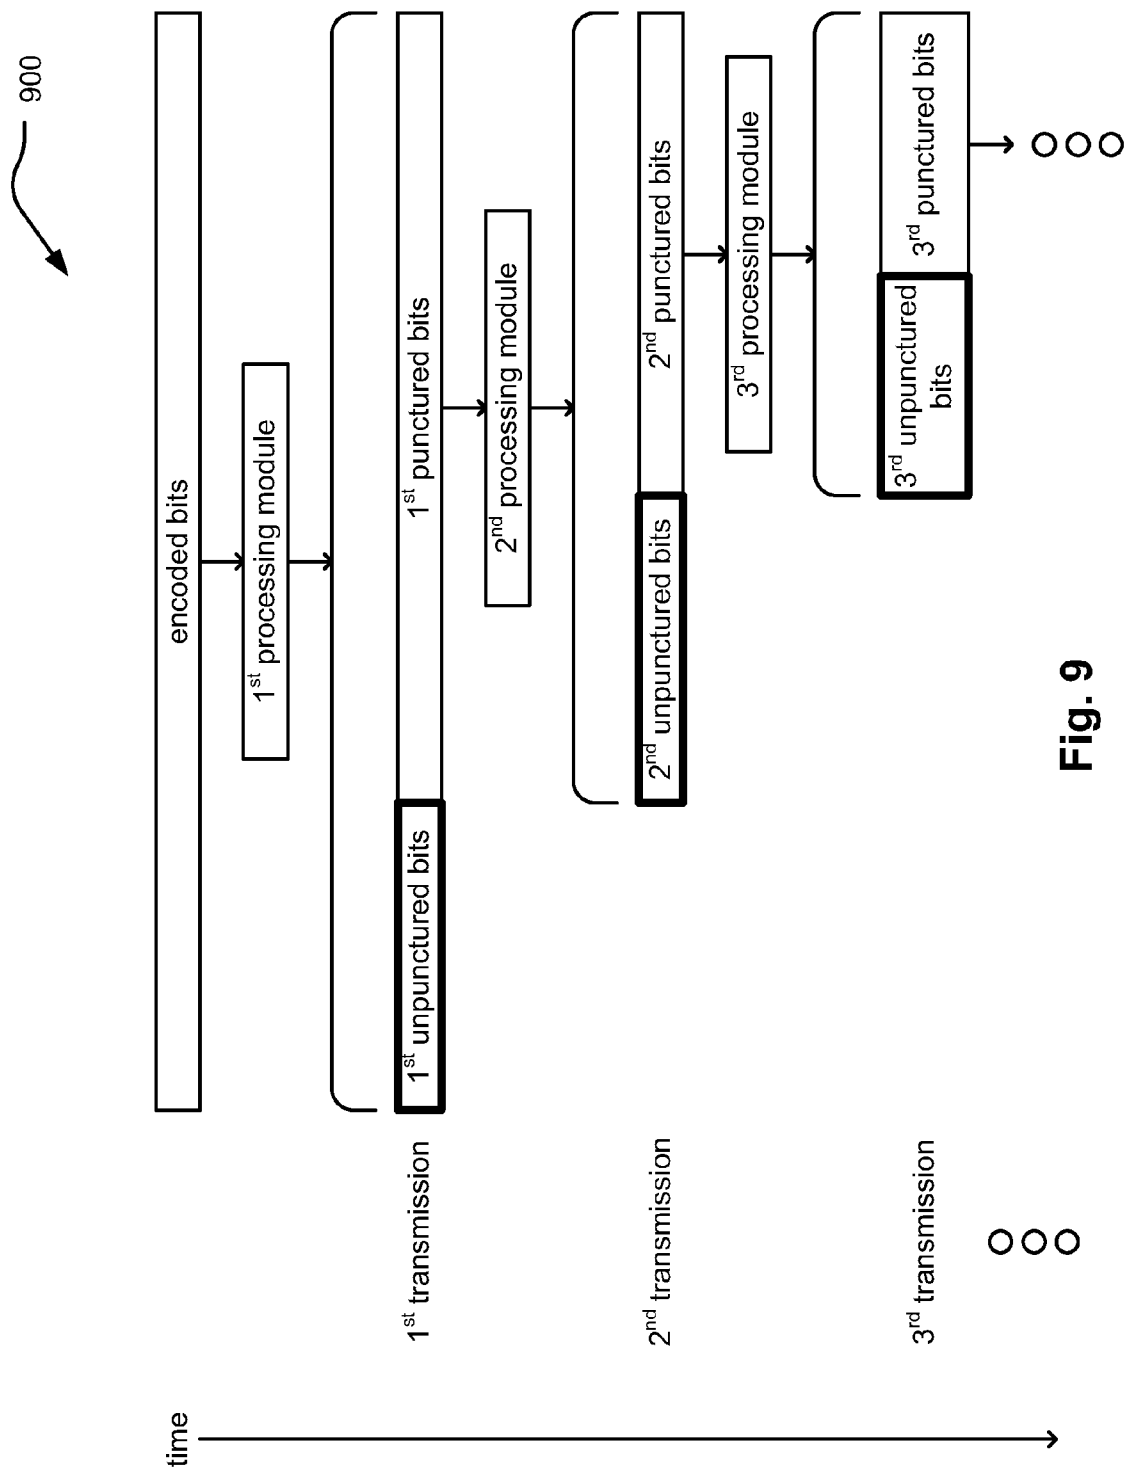 900
time
encoded bits
1st processing module
1st transmission
1st unpunctured bits
1st punctured bits
2nd processing module
2nd transmission
2nd unpunctured bits
2nd punctured bits
3rd processing module
3rd transmission
3rd unpunctured
bits
3rd punctured bits
Fig. 9